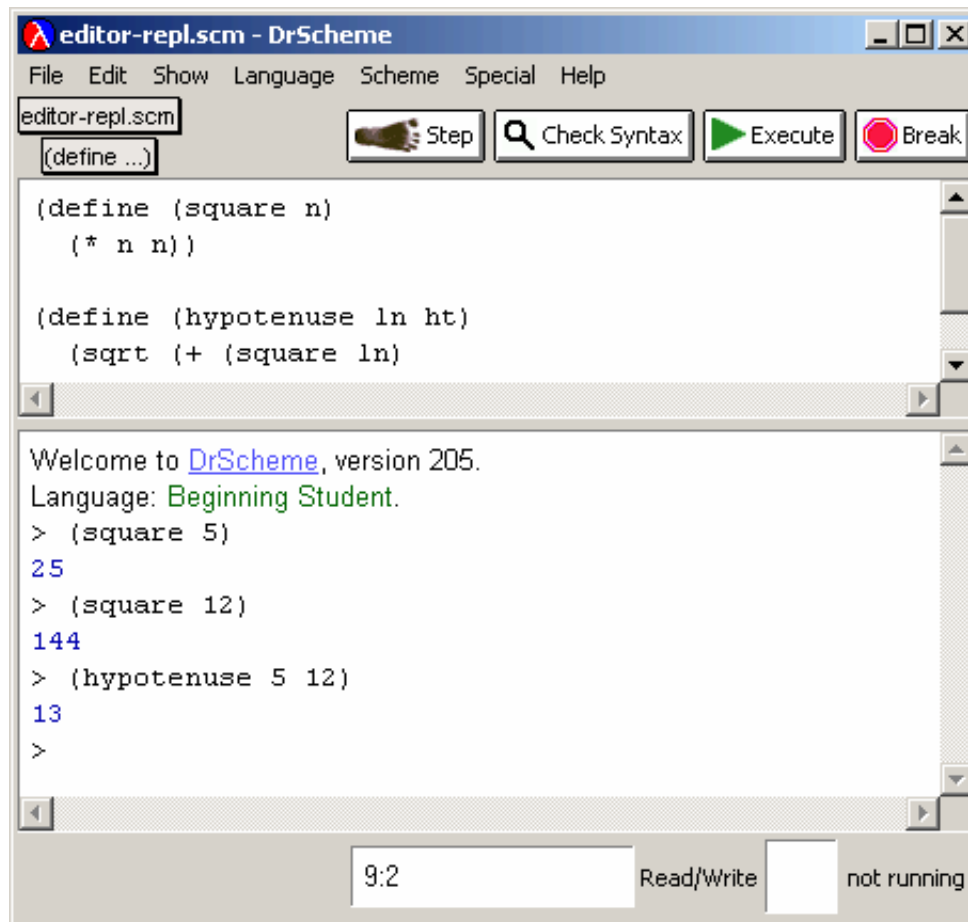 editor-repl.scm - DrScheme
File Edit Show Language Scheme Special Help
editor-repl.scm
(define ...)
Step Check Syntax Execute Break
(define (square n)
(* n n))
(define (hypotenuse ln ht)
(sqrt (+ (square ln)
Welcome to DrScheme, version 205.
Language: Beginning Student.
> (square 5)
25
> (square 12)
144
> (hypotenuse 5 12)
13
>
9:2 Read/Write not running